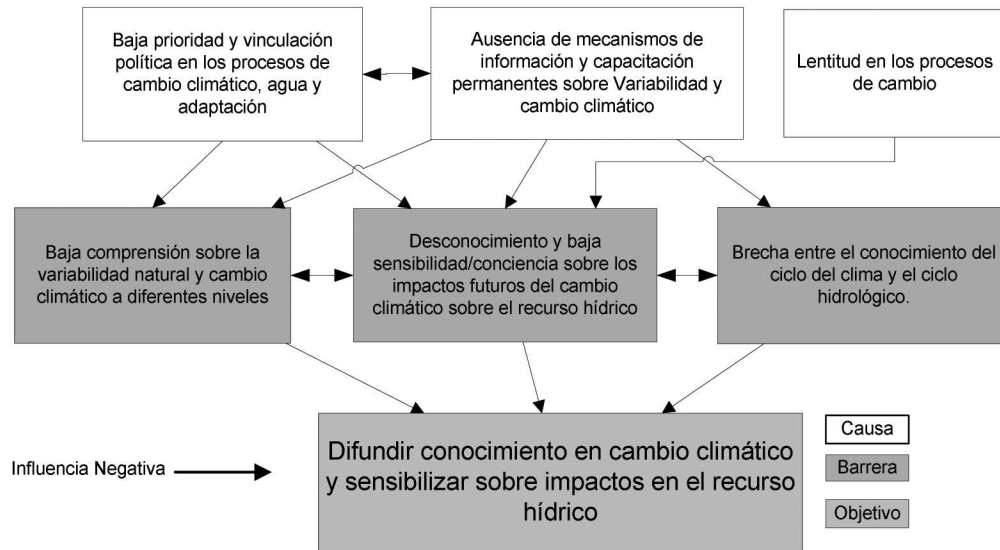 Baja prioridad y vinculación
política en los procesos de
cambio climático, agua y
adaptación
Ausencia de mecanismos de
información y capacitación
permanentes sobre Variabilidad y
cambio climático
Lentitud en los procesos
de cambio
Baja comprensión sobre la
variabilidad natural y cambio
climático a diferentes niveles
Desconocimiento y baja
sensibilidad/conciencia sobre los
impactos futuros del cambio
climático sobre el recurso hídrico
Brecha entre el conocimiento del
ciclo del clima y el ciclo
hidrológico.
Difundir conocimiento en cambio climático
y sensibilizar sobre impactos en el recurso
hídrico
Influencia Negativa
Causa
Barrera
Objetivo